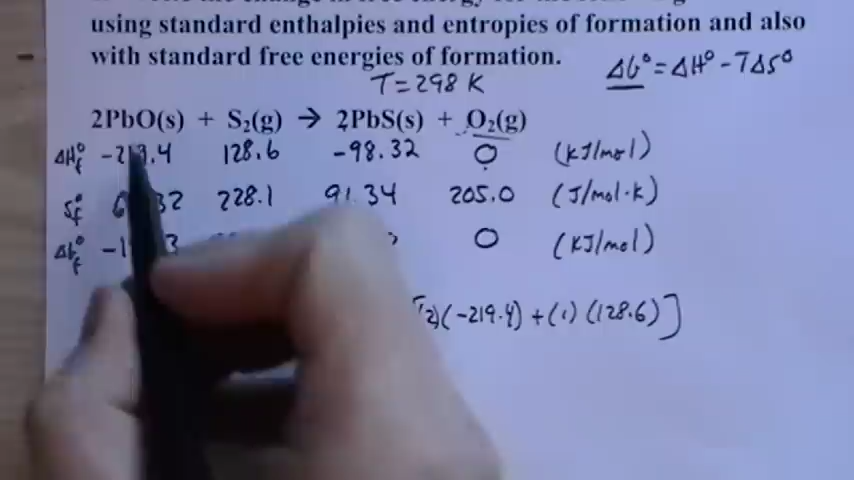 using standard enthalpies and entropies of formation and also
with standard free energies of formation.
ΔG° = ΔH° - TΔS°
T = 298 K
2PbO(s) + S₂(g) → 2PbS(s) + O₂(g)
ΔH°f -219.4 128.6 -98.32 0 (kJ/mol)
S°f 228.1 91.34 205.0 (J/mol·K)
ΔG°f 0 (kJ/mol)
(2)(-219.4) + (1)(128.6)]